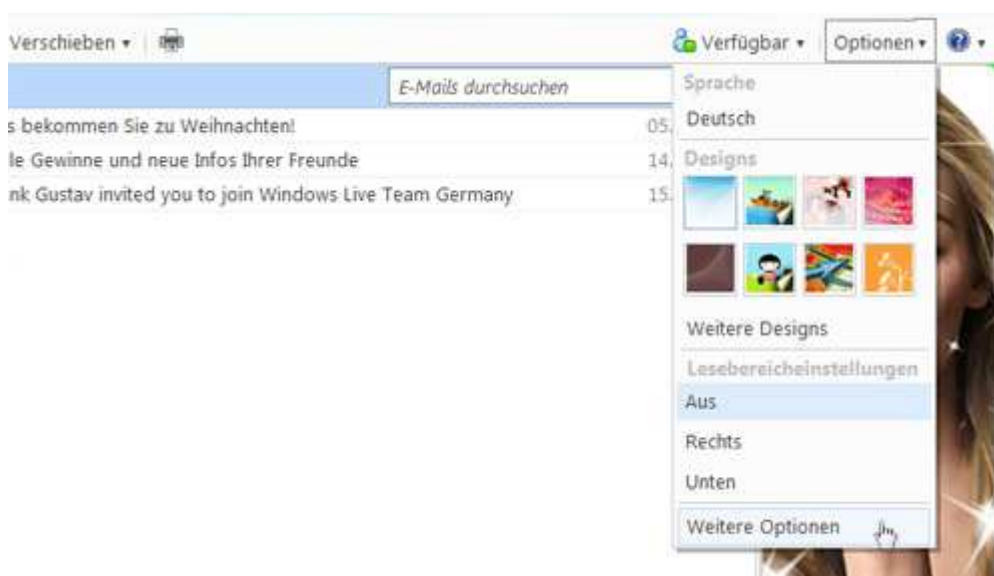 Verschieben Verfügbar Optionen
E-Mails durchsuchen
s bekommen Sie zu Weihnachten! 05.
le Gewinne und neue Infos Ihrer Freunde 14.
nk Gustav invited you to join Windows Live Team Germany 15.
Sprache
Deutsch
Designs
Weitere Designs
Lesebereicheinstellungen
Aus
Rechts
Unten
Weitere Optionen